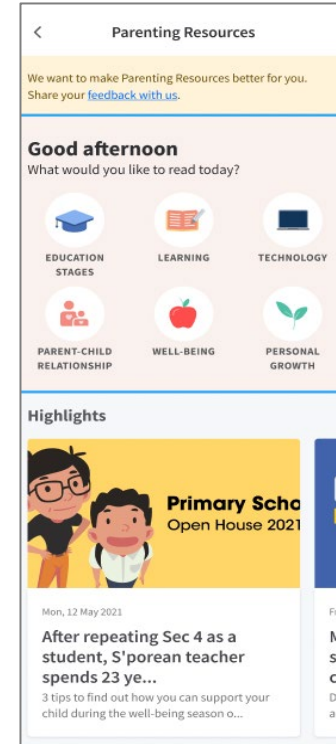 Parenting Resources
We want to make Parenting Resources better for you.
Share your feedback with us.
Good afternoon
What would you like to read today?
EDUCATION
STAGES
LEARNING
TECHNOLOGY
PARENT-CHILD
RELATIONSHIP
WELL-BEING
PERSONAL
GROWTH
Highlights
Primary Scho
Open House 2021
Mon, 12 May 2021
After repeating Sec 4 as a
student, S'porean teacher
spends 23 ye...
3 tips to find out how you can support your
child during the well-being season o...